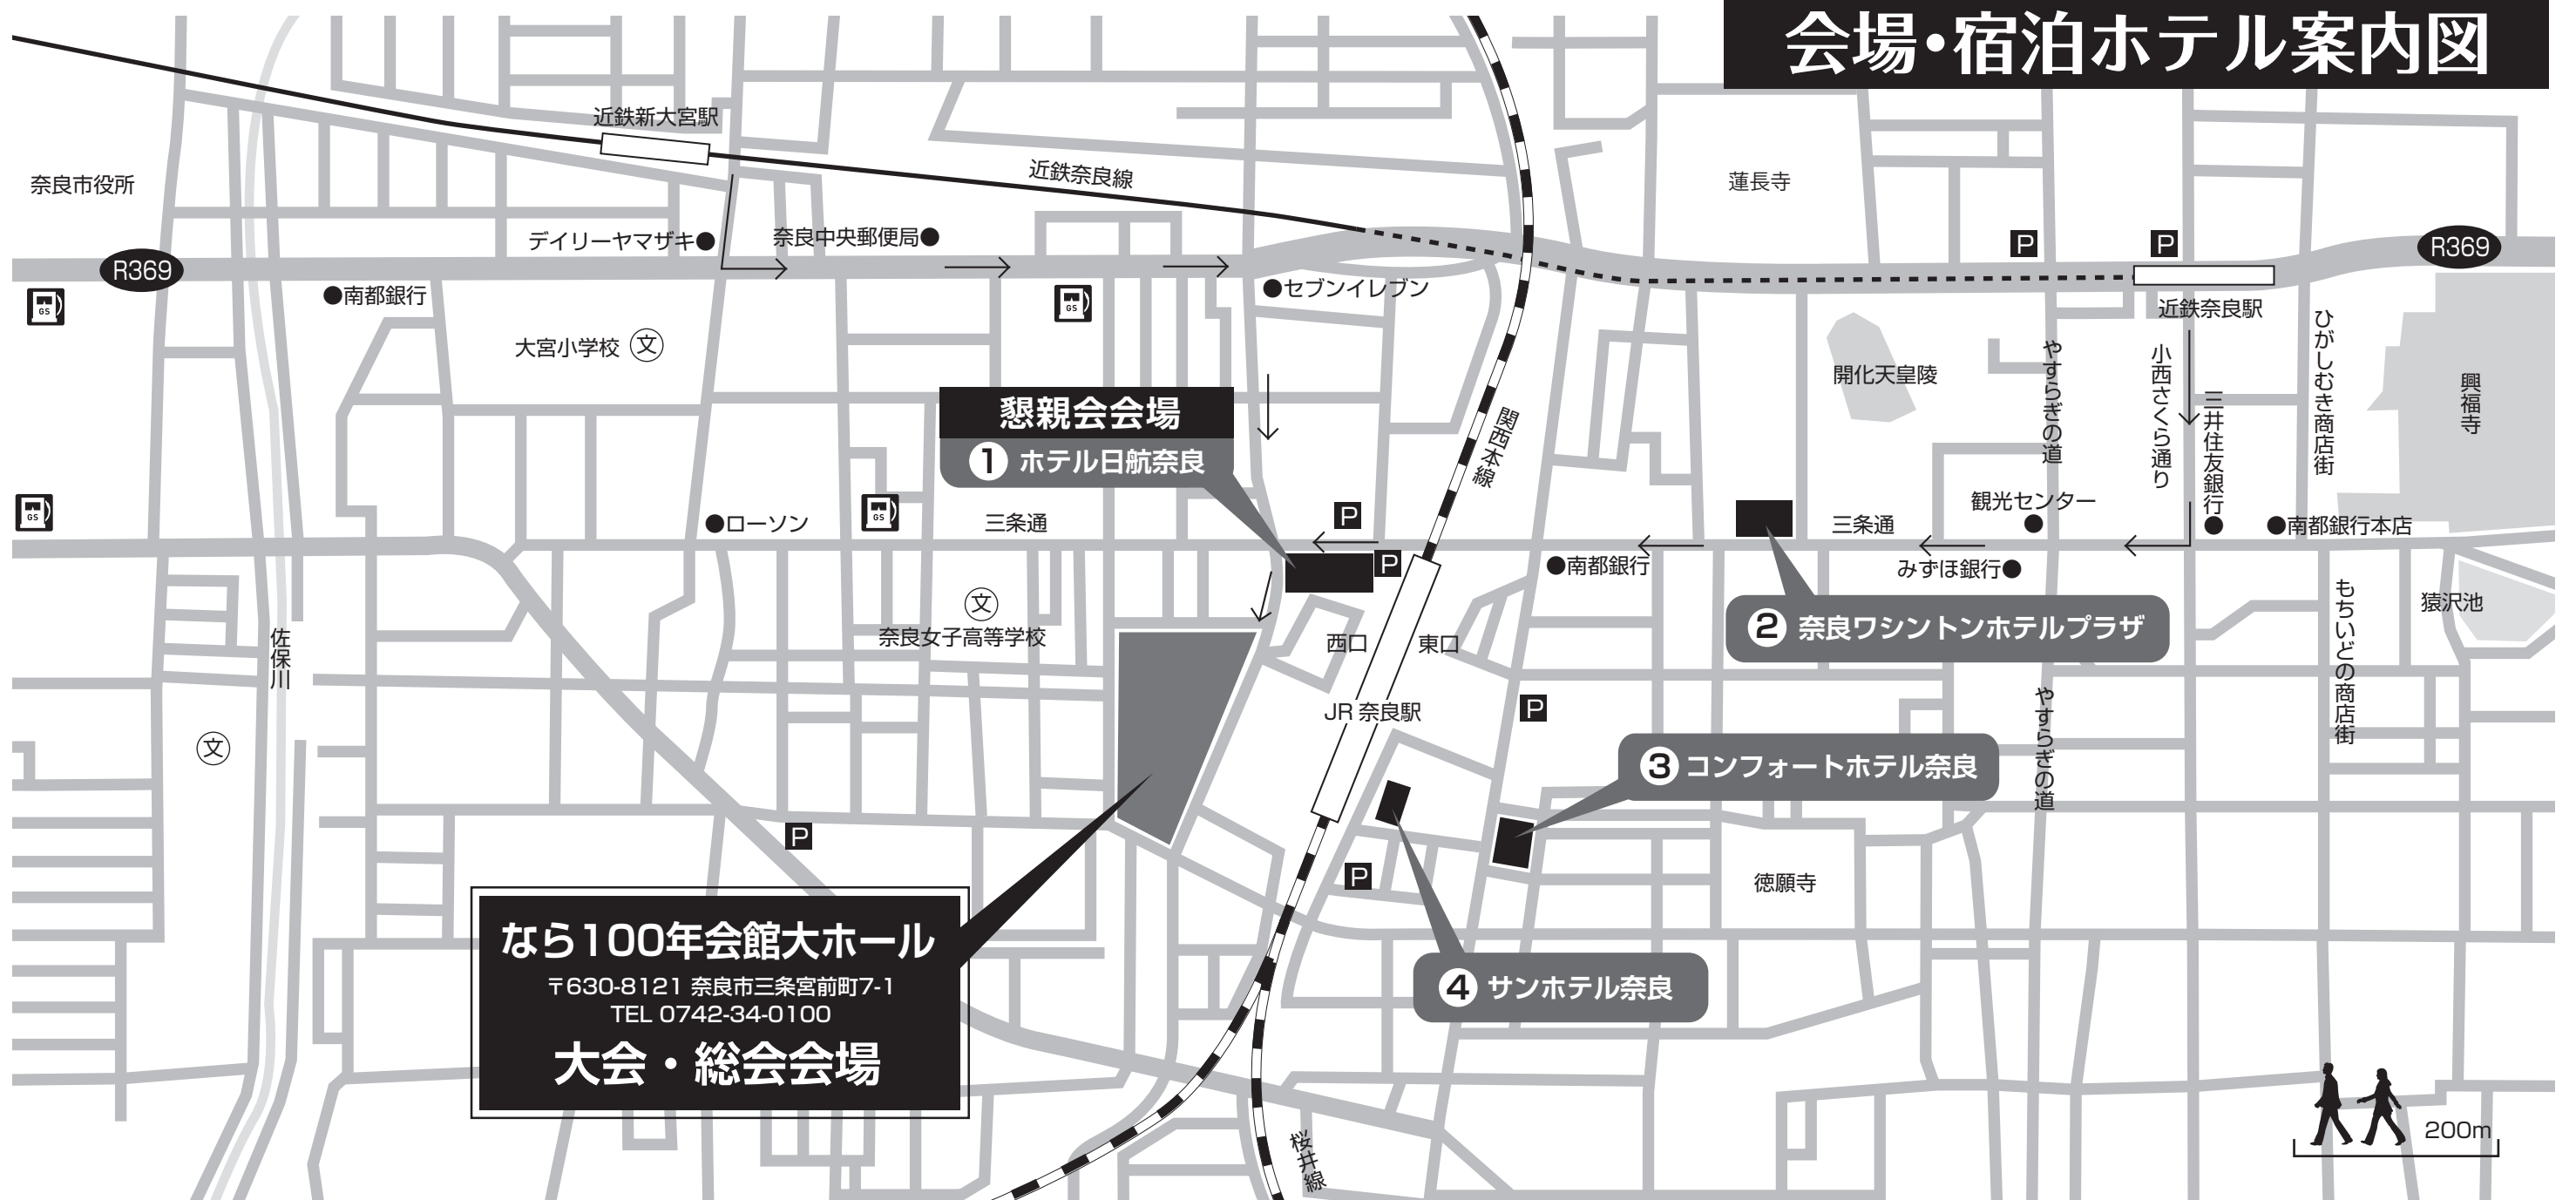 会場・宿泊ホテル案内図
近鉄新大宮駅
近鉄奈良線
奈良市役所
蓮長寺
デイリーヤマザキ●
奈良中央郵便局●
P
P
R369
R369
GS
●南都銀行
GS
●セブンイレブン
近鉄奈良駅
大宮小学校
文
開化天皇陵
やすらぎの道
小西さくら通り
三井住友銀行●
ひがしむき商店街
興福寺
懇親会会場
① ホテル日航奈良
関西本線
GS
●ローソン
GS
三条通
P
三条通
観光センター
●
●南都銀行本店
P
●南都銀行
みずほ銀行●
文
奈良女子高等学校
佐保川
西口
東口
② 奈良ワシントンホテルプラザ
もちいどの商店街
猿沢池
JR 奈良駅
P
やすらぎの道
文
③ コンフォートホテル奈良
P
P
徳願寺
なら100年会館大ホール
〒630-8121 奈良市三条宮前町7-1
TEL 0742-34-0100
大会・総会会場
④ サンホテル奈良
桜井線
200m